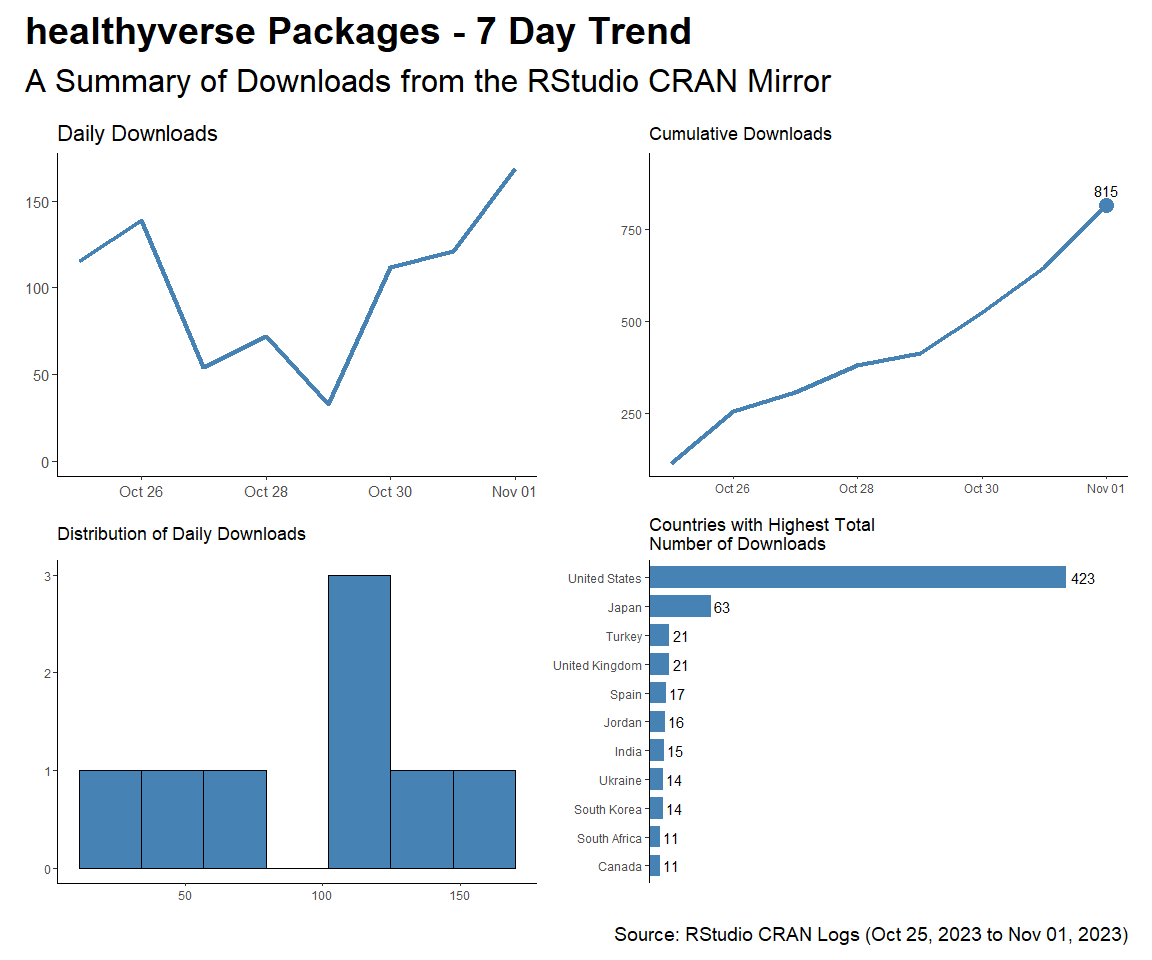 healthyverse Packages - 7 Day Trend
A Summary of Downloads from the RStudio CRAN Mirror
Daily Downloads
150
100
50
0
Oct 26 Oct 28 Oct 30 Nov 01
Cumulative Downloads
815
750
500
250
Oct 26 Oct 28 Oct 30 Nov 01
Distribution of Daily Downloads
3
2
1
0
50 100 150
Countries with Highest Total
Number of Downloads
United States 423
Japan 63
Turkey 21
United Kingdom 21
Spain 17
Jordan 16
India 15
Ukraine 14
South Korea 14
South Africa 11
Canada 11
Source: RStudio CRAN Logs (Oct 25, 2023 to Nov 01, 2023)